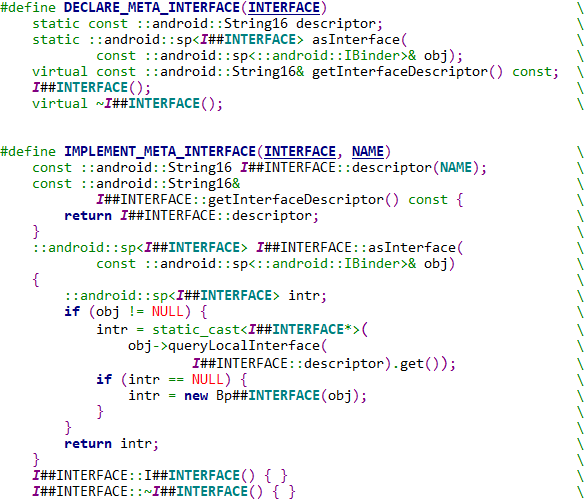 #define DECLARE_META_INTERFACE(INTERFACE) \
    static const ::android::String16 descriptor; \
    static ::android::sp<I##INTERFACE> asInterface( \
            const ::android::sp<::android::IBinder>& obj); \
    virtual const ::android::String16& getInterfaceDescriptor() const; \
    I##INTERFACE(); \
    virtual ~I##INTERFACE(); \
#define IMPLEMENT_META_INTERFACE(INTERFACE, NAME) \
    const ::android::String16 I##INTERFACE::descriptor(NAME); \
    const ::android::String16& \
            I##INTERFACE::getInterfaceDescriptor() const { \
        return I##INTERFACE::descriptor; \
    } \
    ::android::sp<I##INTERFACE> I##INTERFACE::asInterface( \
            const ::android::sp<::android::IBinder>& obj) \
    { \
        ::android::sp<I##INTERFACE> intr; \
        if (obj != NULL) { \
            intr = static_cast<I##INTERFACE*>( \
                obj->queryLocalInterface( \
                        I##INTERFACE::descriptor).get()); \
            if (intr == NULL) { \
                intr = new Bp##INTERFACE(obj); \
            } \
        } \
        return intr; \
    } \
    I##INTERFACE::I##INTERFACE() { } \
    I##INTERFACE::~I##INTERFACE() { } \